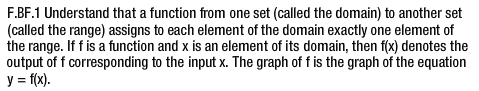 F.BF.1 Understand that a function from one set (called the domain) to another set
(called the range) assigns to each element of the domain exactly one element of
the range. If f is a function and x is an element of its domain, then f(x) denotes the
output of f corresponding to the input x. The graph of f is the graph of the equation
y = f(x).